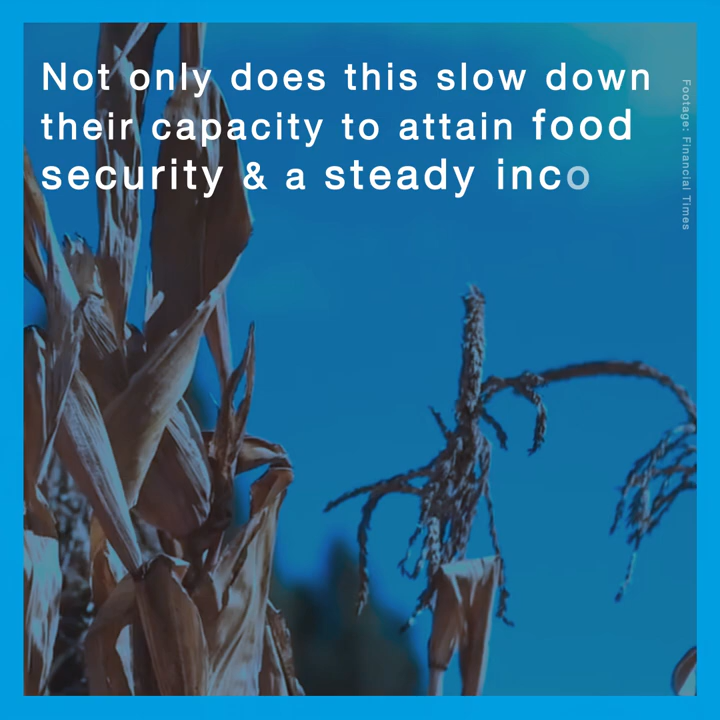 Not only does this slow down
their capacity to attain food
security & a steady inco
Footage: Financial Times